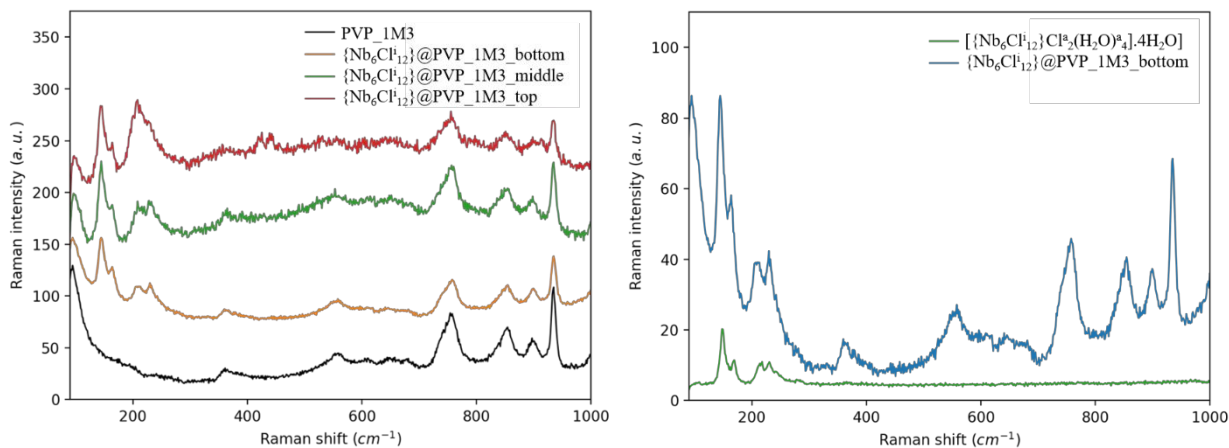 350
300
250
200
150
100
50
0
Raman intensity (a. u.)
PVP_1M3
{Nb₆Clⁱ₁₂}@PVP_1M3_bottom
{Nb₆Clⁱ₁₂}@PVP_1M3_middle
{Nb₆Clⁱ₁₂}@PVP_1M3_top
200 400 600 800 1000
Raman shift (cm⁻¹)
100
80
60
40
20
0
Raman intensity (a. u.)
[{Nb₆Clⁱ₁₂}Clᵃ₂(H₂O)ᵃ₄].4H₂O]
{Nb₆Clⁱ₁₂}@PVP_1M3_bottom
200 400 600 800 1000
Raman shift (cm⁻¹)